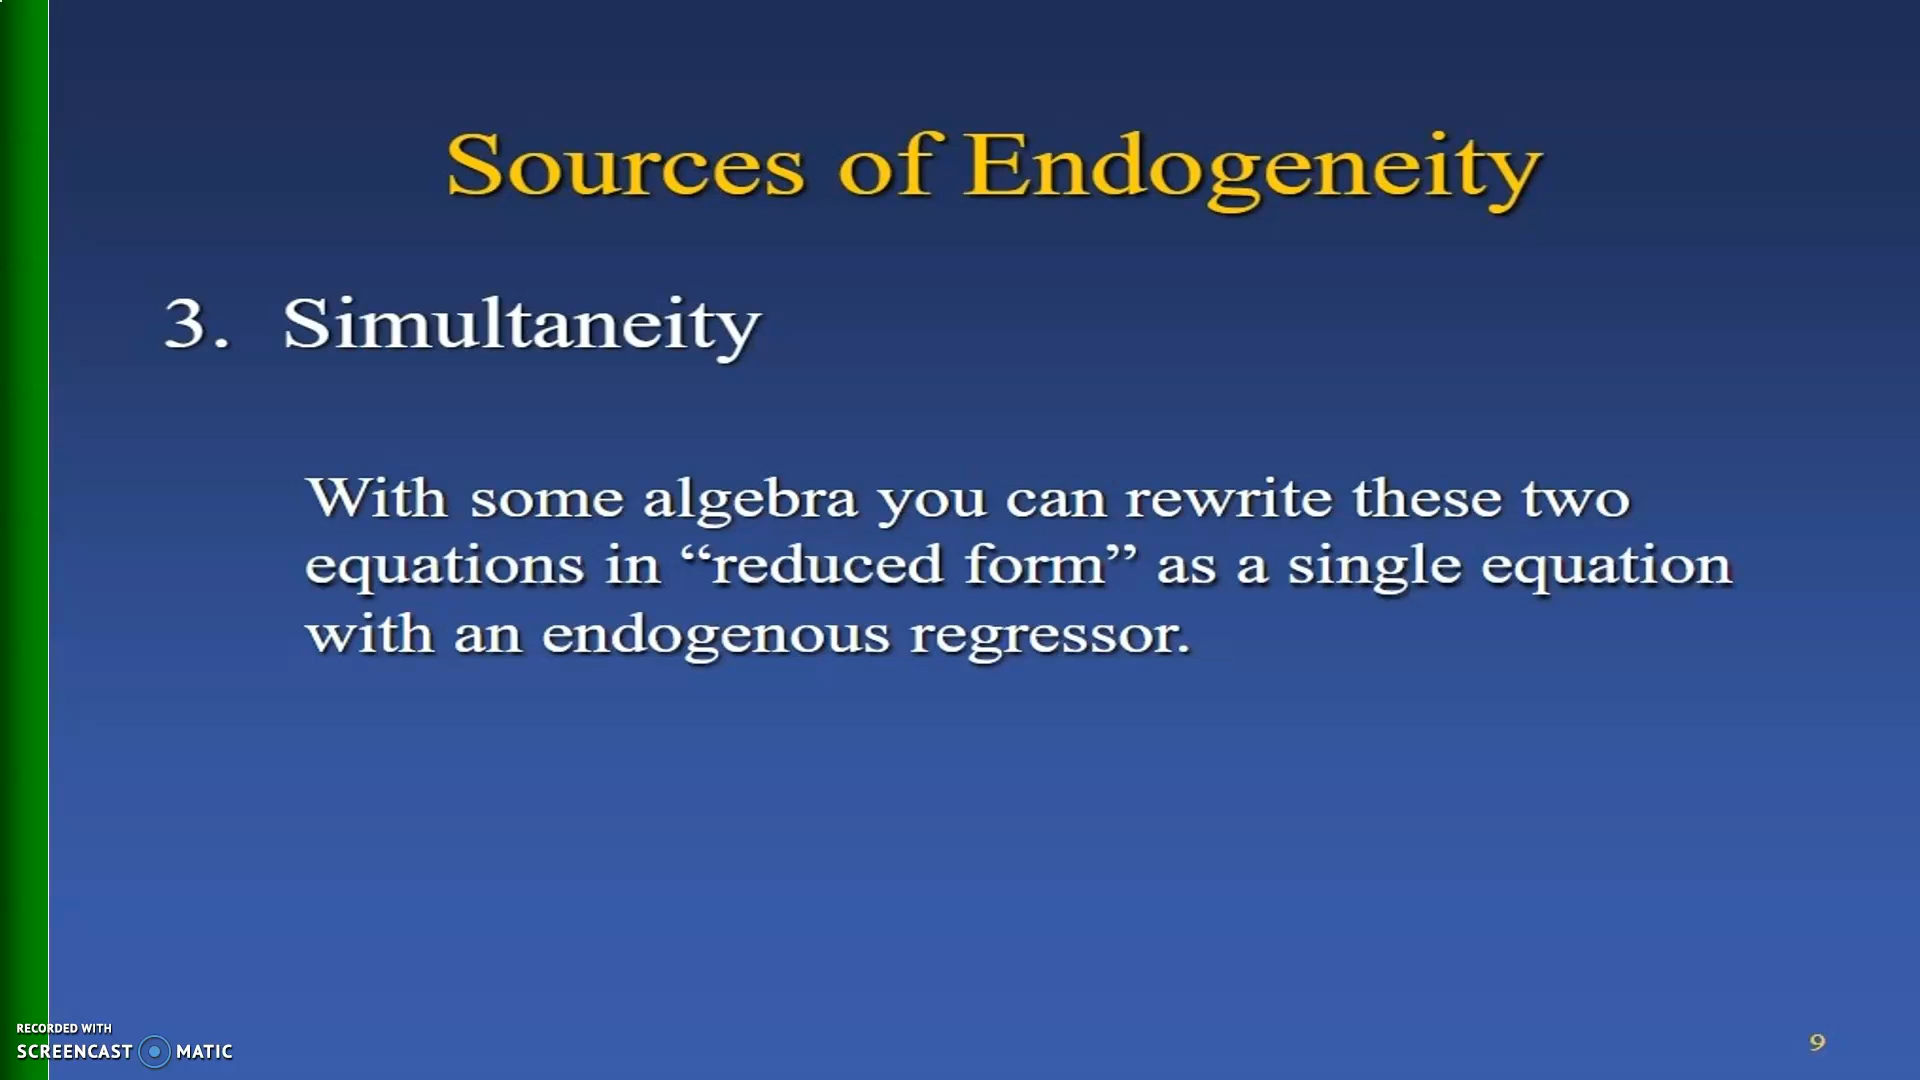 Sources of Endogeneity
3. Simultaneity
With some algebra you can rewrite these two
equations in “reduced form” as a single equation
with an endogenous regressor.
RECORDED WITH
SCREENCAST MATIC
9